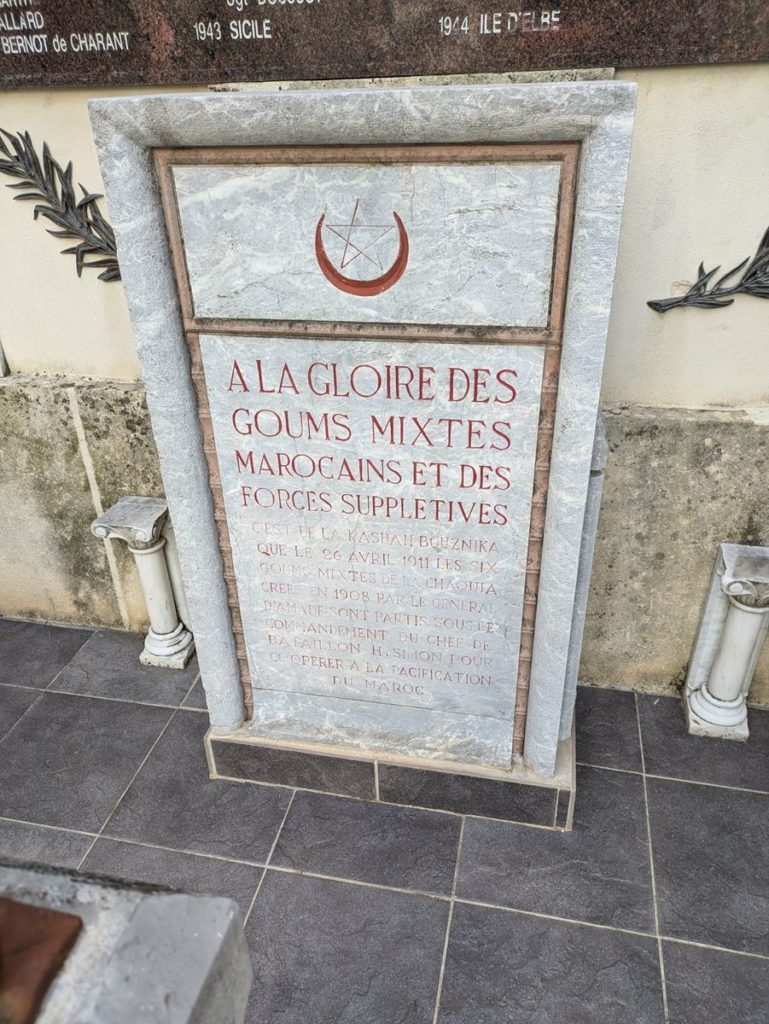 ALLARD
BERNOT de CHARANT
1943 SICILE
1944 ILE D'ELBE
A LA GLOIRE DES
GOUMS MIXTES
MAROCAINS ET DES
FORCES SUPPLETIVES
C'EST DE LA KASBAH BOUZNIKA
QUE LE 26 AVRIL 1911 LES SIX
GOUMS MIXTES DE LA CHAOUIA
CREES EN 1908 PAR LE GENERAL
D'AMADE SONT PARTIS SOUS LE
COMMANDEMENT DU CHEF DE
BATAILLON H. SIMON POUR
COOPERER A LA PACIFICATION
DU MAROC